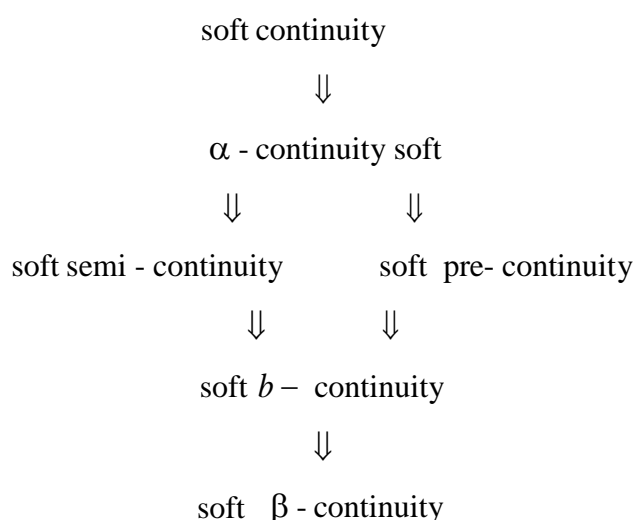 soft continuity
⇓
α - continuity soft
⇓ ⇓
soft semi - continuity soft pre- continuity
⇓ ⇓
soft b − continuity
⇓
soft β - continuity